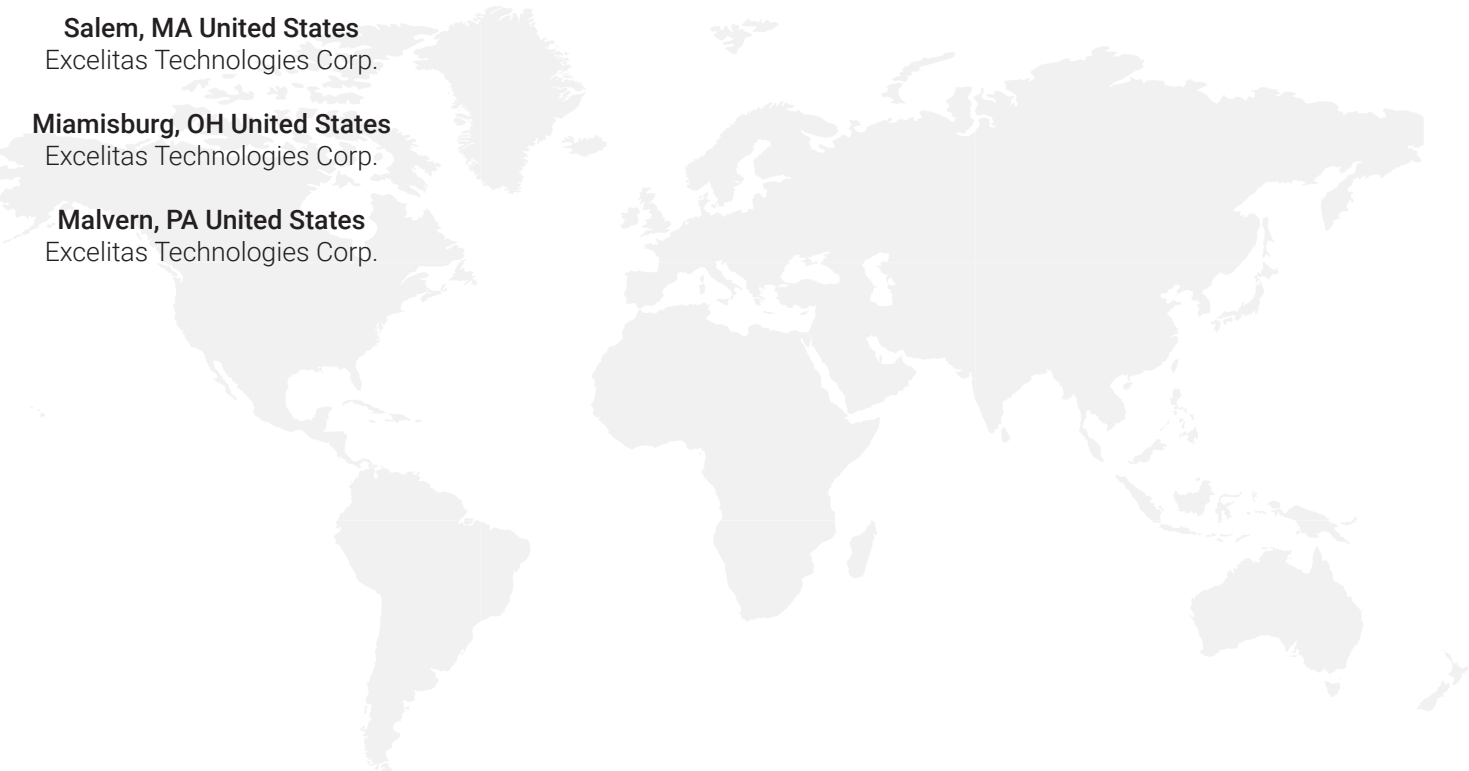 Salem, MA United States
Excelitas Technologies Corp.
Miamisburg, OH United States
Excelitas Technologies Corp.
Malvern, PA United States
Excelitas Technologies Corp.